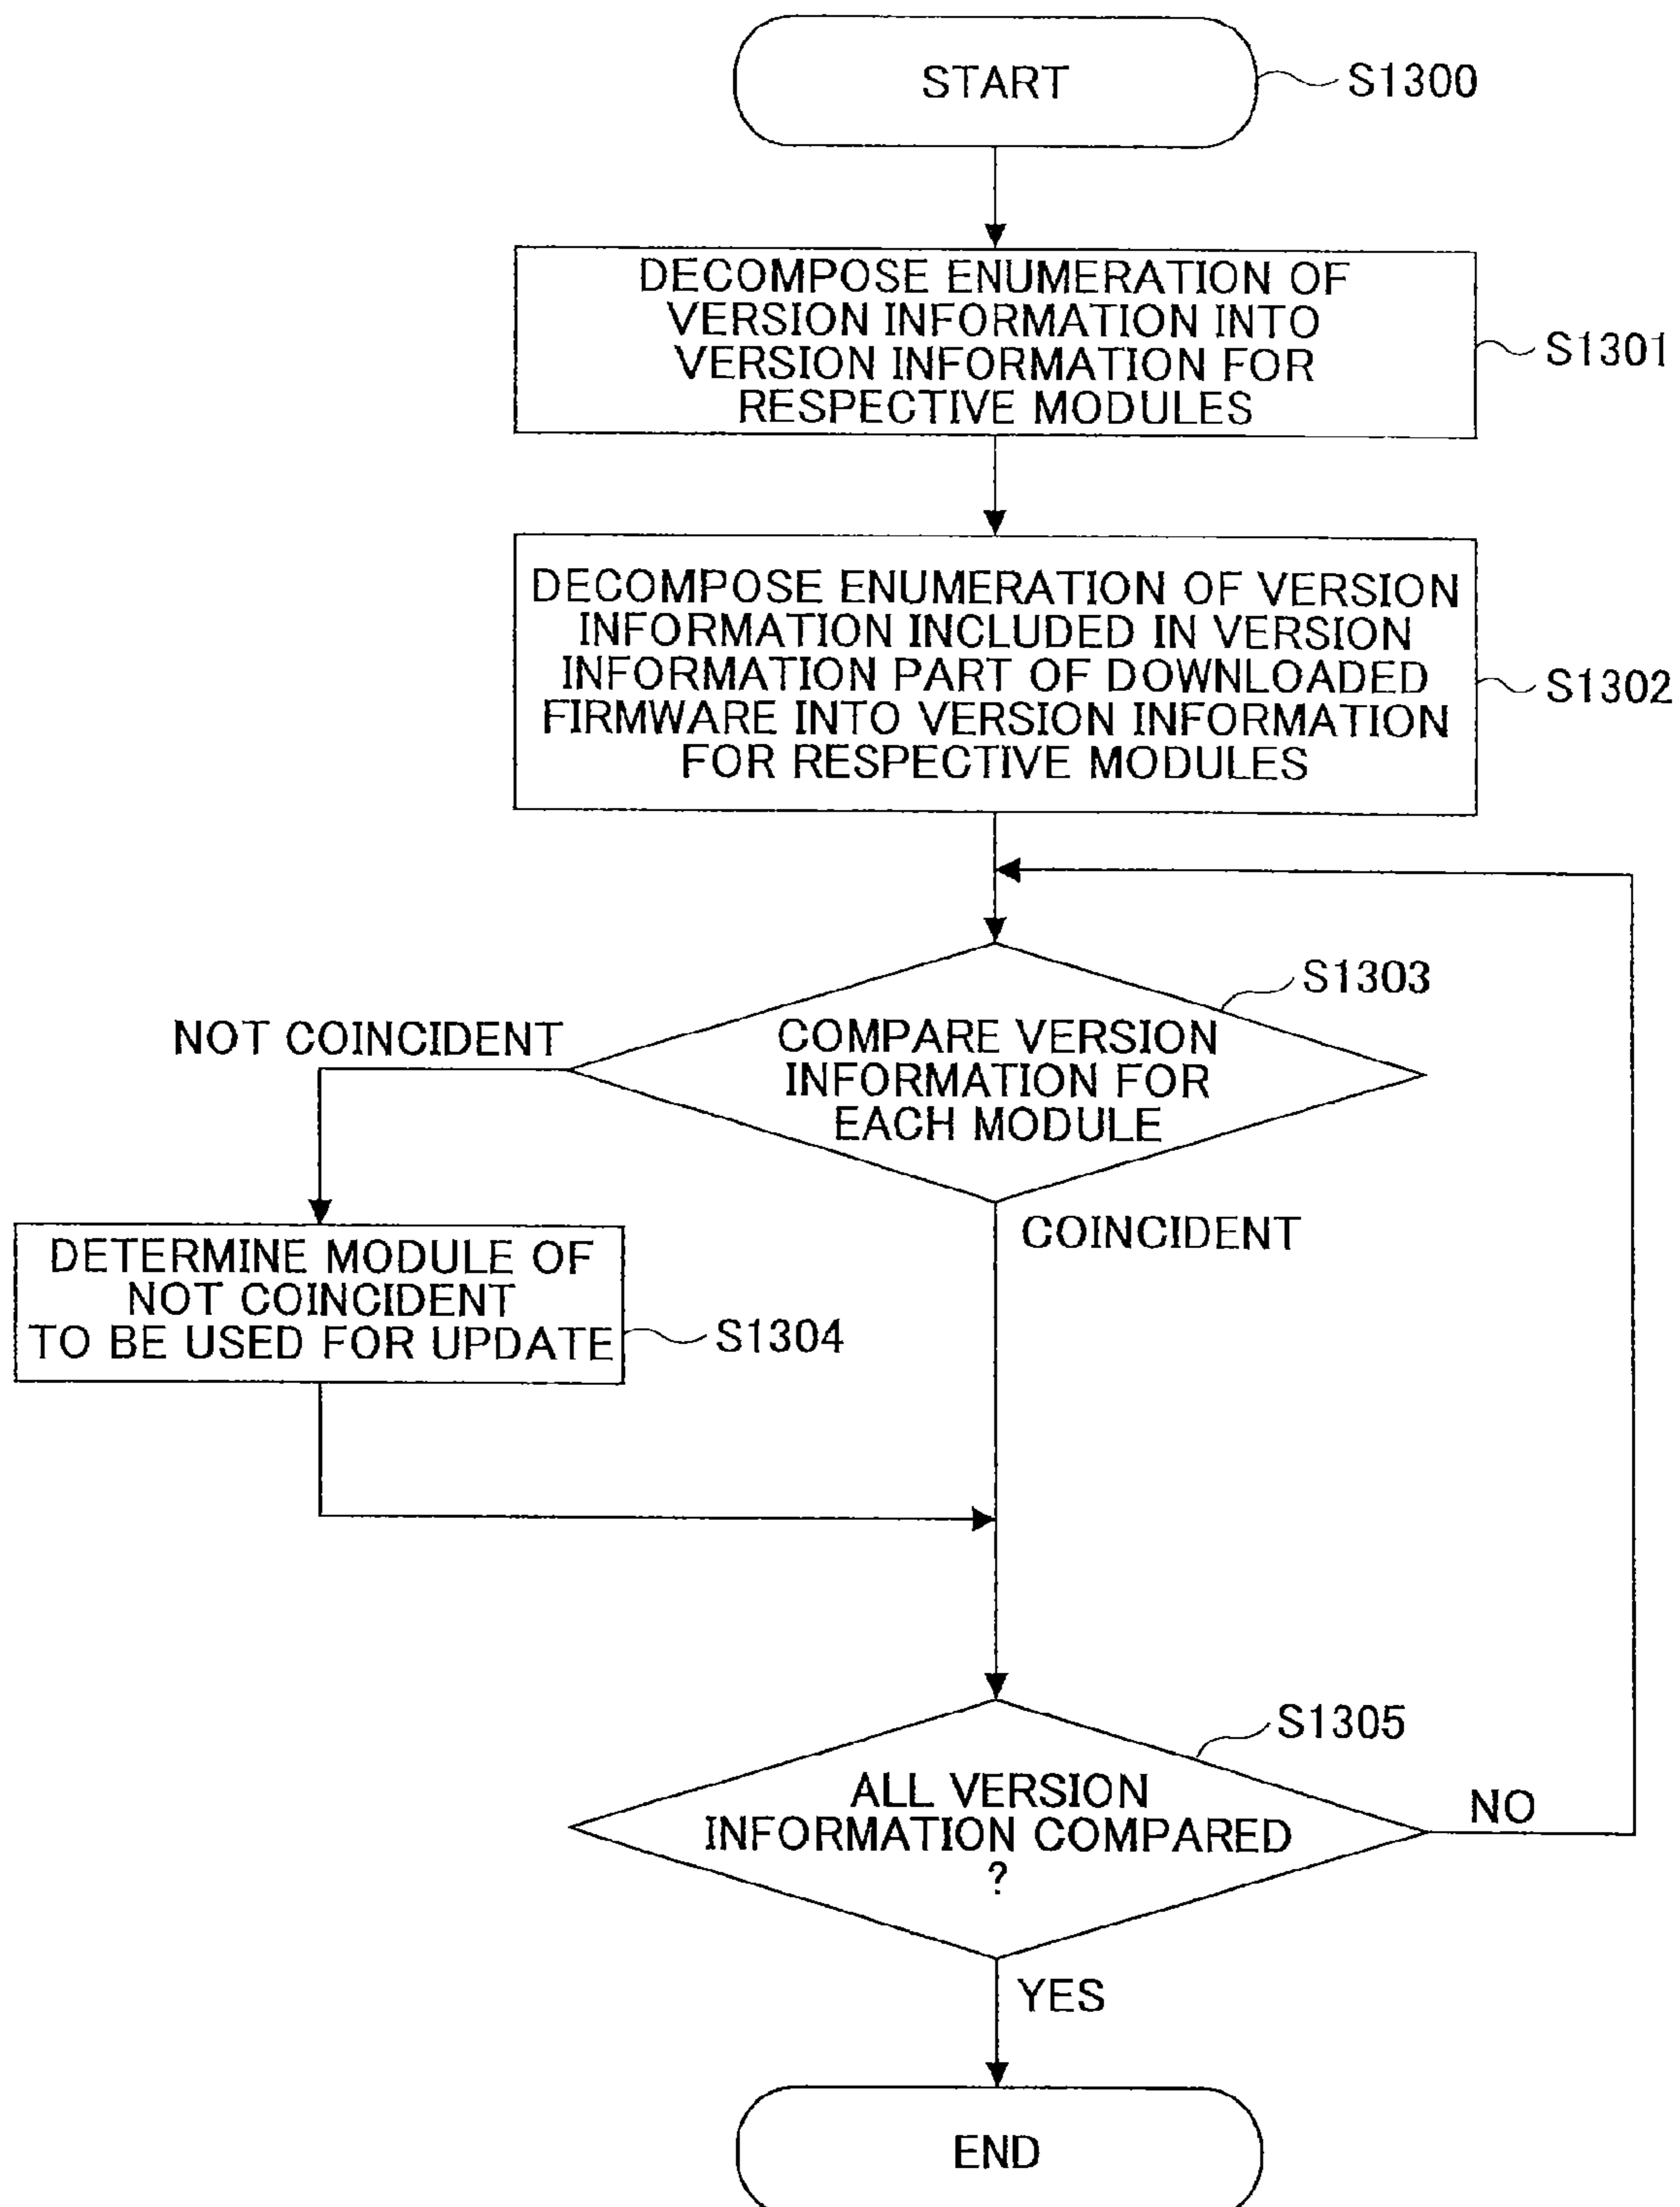 START
S1300
DECOMPOSE ENUMERATION OF
VERSION INFORMATION INTO
VERSION INFORMATION FOR
RESPECTIVE MODULES
S1301
DECOMPOSE ENUMERATION OF VERSION
INFORMATION INCLUDED IN VERSION
INFORMATION PART OF DOWNLOADED
FIRMWARE INTO VERSION INFORMATION
FOR RESPECTIVE MODULES
S1302
S1303
NOT COINCIDENT
COMPARE VERSION
INFORMATION FOR
EACH MODULE
COINCIDENT
DETERMINE MODULE OF
NOT COINCIDENT
TO BE USED FOR UPDATE
S1304
S1305
ALL VERSION
INFORMATION COMPARED
?
NO
YES
END